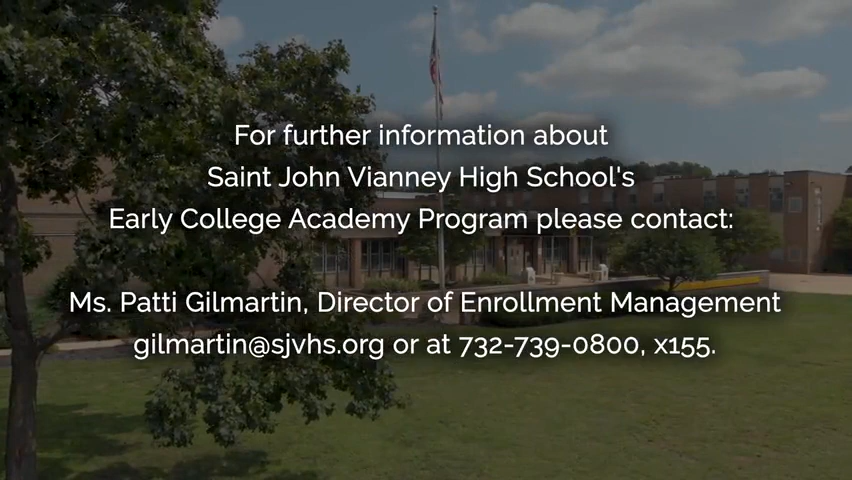 For further information about
Saint John Vianney High School's
Early College Academy Program please contact:
Ms. Patti Gilmartin, Director of Enrollment Management
gilmartin@sjvhs.org or at 732-739-0800, x155.